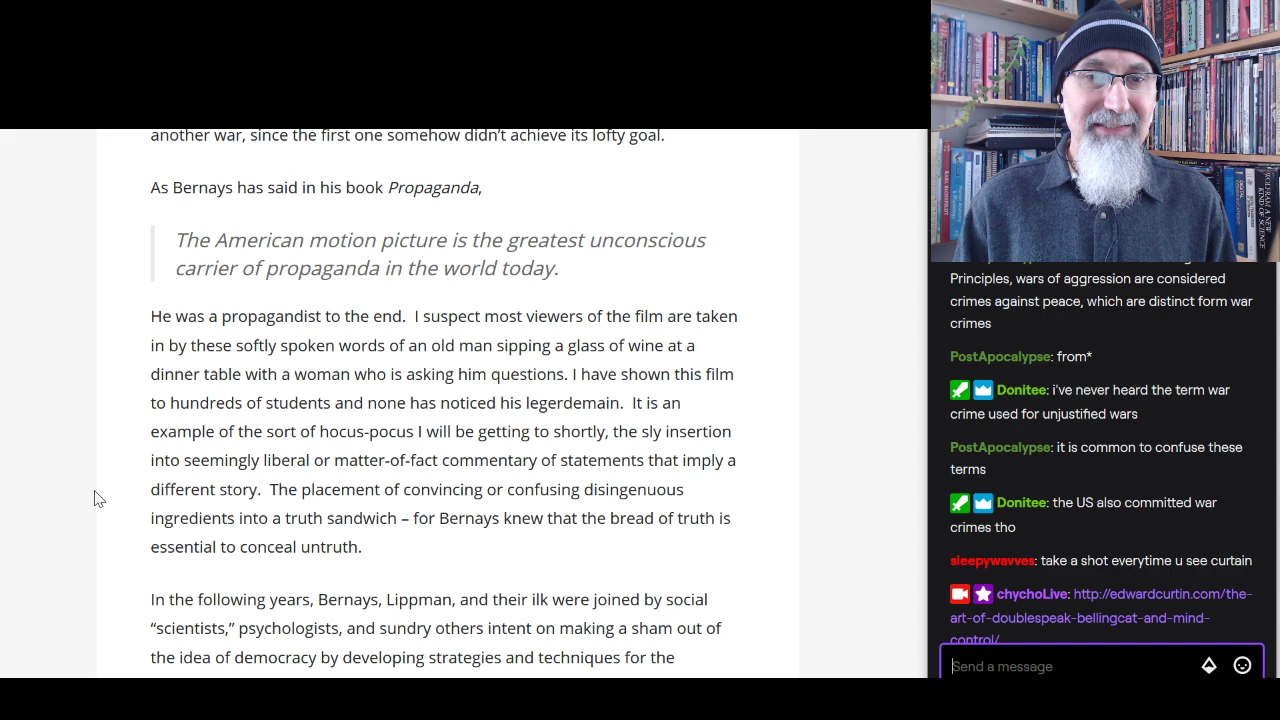 another war, since the first one somehow didn't achieve its lofty goal.
As Bernays has said in his book Propaganda,
The American motion picture is the greatest unconscious
carrier of propaganda in the world today.
He was a propagandist to the end.  I suspect most viewers of the film are taken
in by these softly spoken words of an old man sipping a glass of wine at a
dinner table with a woman who is asking him questions. I have shown this film
to hundreds of students and none has noticed his legerdemain.  It is an
example of the sort of hocus-pocus I will be getting to shortly, the sly insertion
into seemingly liberal or matter-of-fact commentary of statements that imply a
different story.  The placement of convincing or confusing disingenuous
ingredients into a truth sandwich – for Bernays knew that the bread of truth is
essential to conceal untruth.
In the following years, Bernays, Lippman, and their ilk were joined by social
“scientists,” psychologists, and sundry others intent on making a sham out of
the idea of democracy by developing strategies and techniques for the
WOLFRAM A NEW
KIND OF SCIENCE
Principles, wars of aggression are considered
crimes against peace, which are distinct form war
crimes
PostApocalypse: from*
Donitee: i've never heard the term war
crime used for unjustified wars
PostApocalypse: it is common to confuse these
terms
Donitee: the US also committed war
crimes tho
sleepywavves: take a shot everytime u see curtain
chychoLive: http://edwardcurtin.com/the-
art-of-doublespeak-bellingcat-and-mind-
control/
Send a message